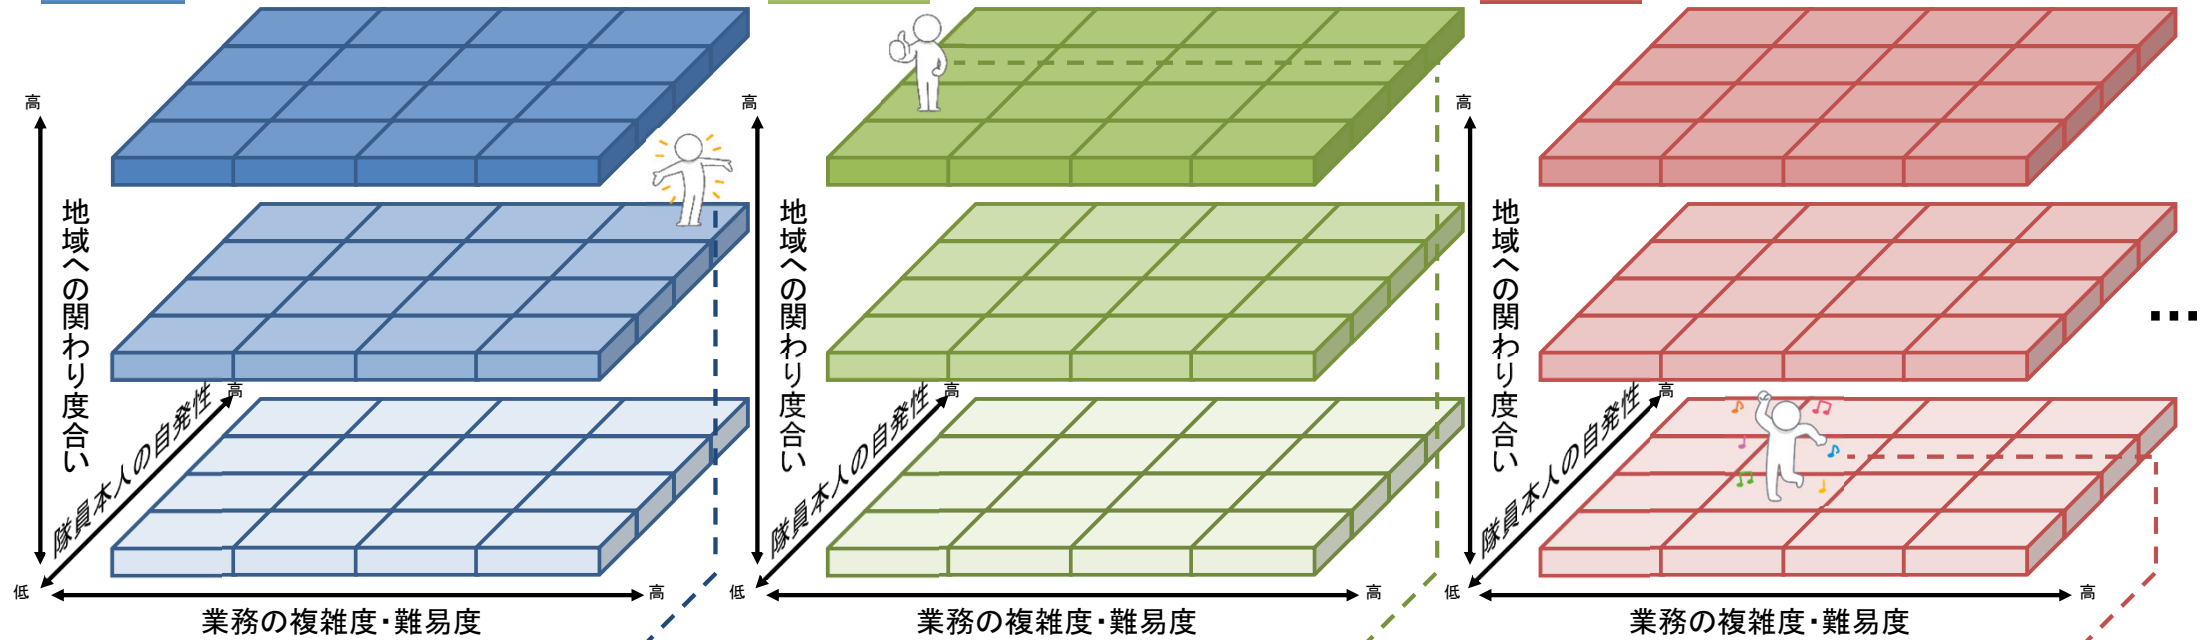 高
地域への関わり度合い
隊員本人の自発性
高
低
高
業務の複雑度・難易度
高
地域への関わり度合い
隊員本人の自発性
高
低
高
業務の複雑度・難易度
高
地域への関わり度合い
隊員本人の自発性
高
低
高
業務の複雑度・難易度
…